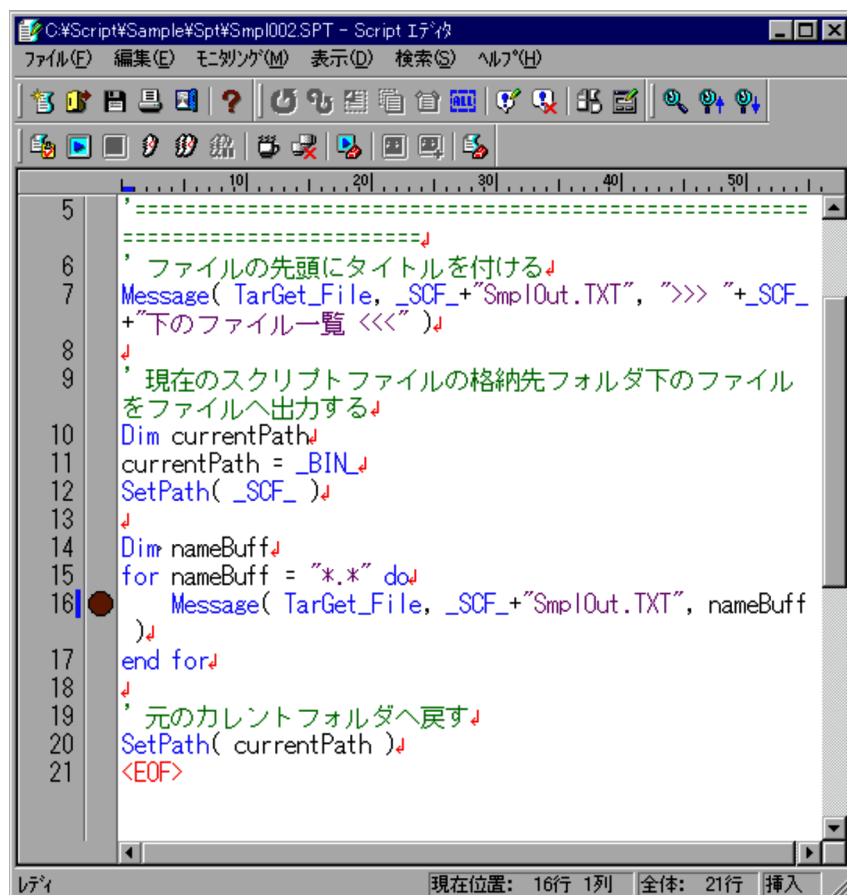 C:¥Script¥Sample¥Spt¥Smpl002.SPT - Script ｴﾃﾞｨﾀ
ﾌｧｲﾙ(F) 編集(E) ﾓﾆﾀﾘﾝｸﾞ(M) 表示(D) 検索(S) ﾍﾙﾌﾟ(H)
ALL
10 20 30 40 50
5 '=====================================================
========================
6 ' ファイルの先頭にタイトルを付ける
7 Message( TarGet_File, _SCF_+"SmplOut.TXT", ">>> "+_SCF_
+"下のファイル一覧 <<<" )
8
9 ' 現在のスクリプトファイルの格納先フォルダ下のファイル
をファイルへ出力する
10 Dim currentPath
11 currentPath = _BIN_
12 SetPath( _SCF_ )
13
14 Dim nameBuff
15 for nameBuff = "*.*" do
16 Message( TarGet_File, _SCF_+"SmplOut.TXT", nameBuff
)
17 end for
18
19 ' 元のカレントフォルダへ戻す
20 SetPath( currentPath )
21 <EOF>
ﾚﾃﾞｨ 現在位置: 16行 1列 全体: 21行 挿入